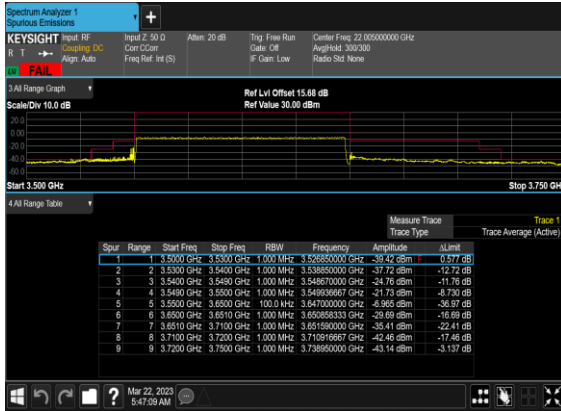 Spectrum Analyzer 1
Spurious Emissions
KEYSIGHT
R T
LXI
FAIL
Input: RF
Coupling: DC
Align: Auto
Input Z: 50 Ω
Corr CCorr
Freq Ref: Int (S)
Atten: 20 dB
Trig: Free Run
Gate: Off
IF Gain: Low
Center Freq: 22.005000000 GHz
Avg|Hold: 300/300
Radio Std: None
3 All Range Graph
Scale/Div 10.0 dB
Ref Lvl Offset 15.68 dB
Ref Value 30.00 dBm
20.0
0.00
-20.0
-40.0
-60.0
Start 3.500 GHz
Stop 3.750 GH
4 All Range Table
Measure Trace Trace 1
Trace Type Trace Average (Active)
Spur Range Start Freq Stop Freq RBW Frequency Amplitude ΔLimit
1 1 3.5000 GHz 3.5300 GHz 1.000 MHz 3.526850000 GHz -39.42 dBm F 0.577 dB
2 2 3.5300 GHz 3.5400 GHz 1.000 MHz 3.538850000 GHz -37.72 dBm -12.72 dB
3 3 3.5400 GHz 3.5490 GHz 1.000 MHz 3.548670000 GHz -24.76 dBm -11.76 dB
4 4 3.5490 GHz 3.5500 GHz 1.000 MHz 3.549936667 GHz -21.73 dBm -8.730 dB
5 5 3.5500 GHz 3.6500 GHz 100.0 kHz 3.647000000 GHz -6.965 dBm -36.97 dB
6 6 3.6500 GHz 3.6510 GHz 1.000 MHz 3.650858333 GHz -29.69 dBm -16.69 dB
7 7 3.6510 GHz 3.7100 GHz 1.000 MHz 3.651590000 GHz -35.41 dBm -22.41 dB
8 8 3.7100 GHz 3.7200 GHz 1.000 MHz 3.710916667 GHz -42.46 dBm -17.46 dB
9 9 3.7200 GHz 3.7500 GHz 1.000 MHz 3.738950000 GHz -43.14 dBm -3.137 dB
?
Mar 22, 2023
5:47:09 AM